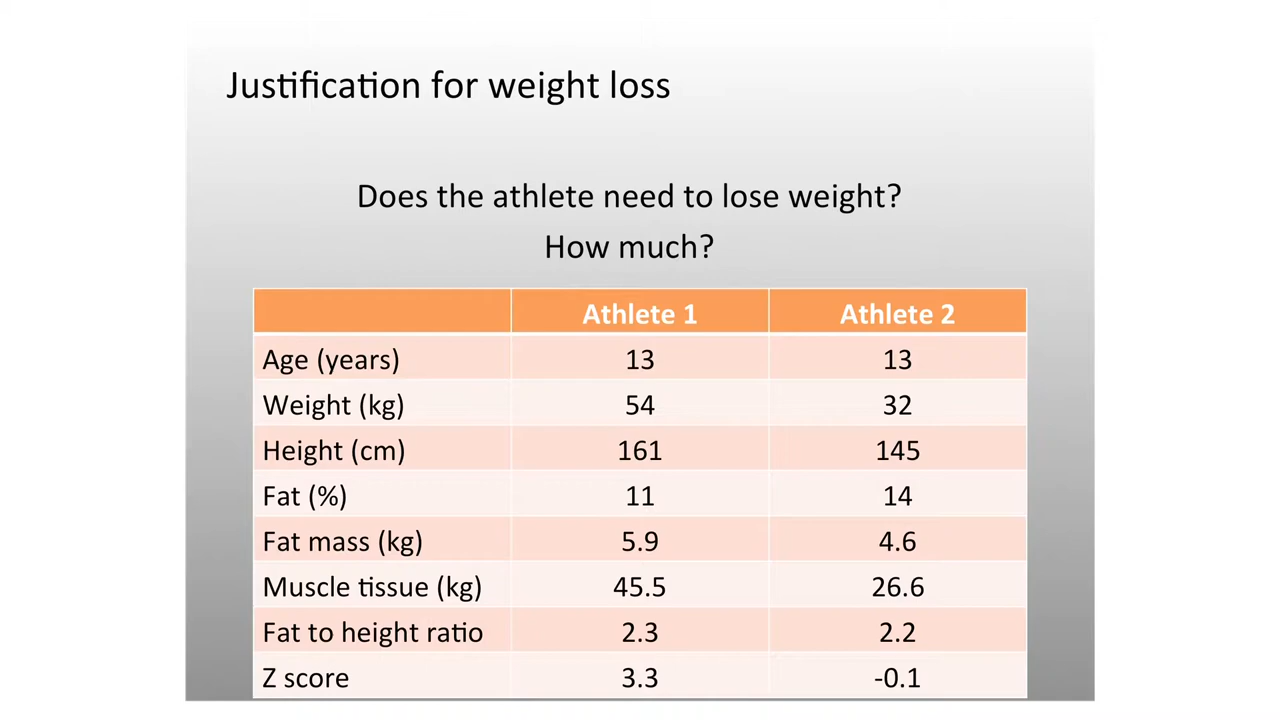 Justification for weight loss
Does the athlete need to lose weight?
How much?
Athlete 1 Athlete 2
Age (years) 13 13
Weight (kg) 54 32
Height (cm) 161 145
Fat (%) 11 14
Fat mass (kg) 5.9 4.6
Muscle tissue (kg) 45.5 26.6
Fat to height ratio 2.3 2.2
Z score 3.3 -0.1